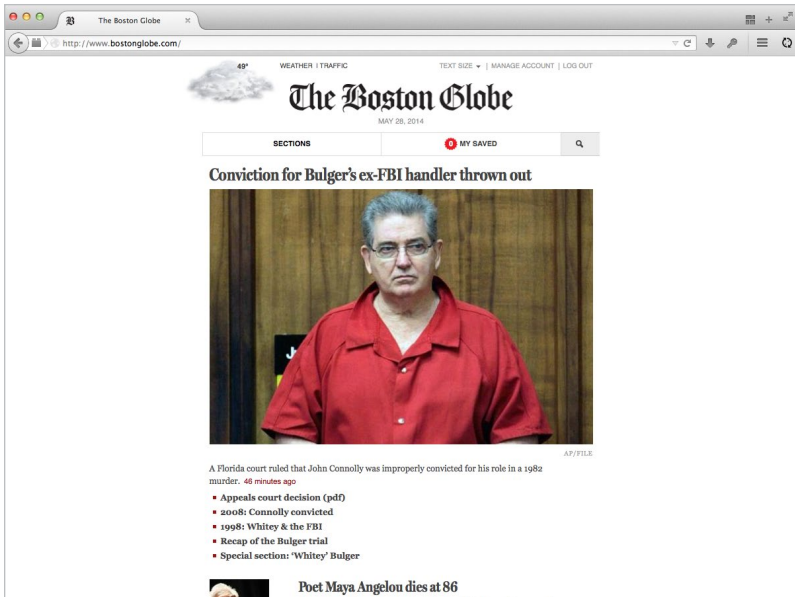 The Boston Globe
http://www.bostonglobe.com/
49° WEATHER | TRAFFIC TEXT SIZE | MANAGE ACCOUNT | LOG OUT
The Boston Globe
MAY 28, 2014
SECTIONS 0 MY SAVED
Conviction for Bulger's ex-FBI handler thrown out
AP/FILE
A Florida court ruled that John Connolly was improperly convicted for his role in a 1982
murder. 46 minutes ago
Appeals court decision (pdf)
2008: Connolly convicted
1998: Whitey & the FBI
Recap of the Bulger trial
Special section: ‘Whitey’ Bulger
Poet Maya Angelou dies at 86